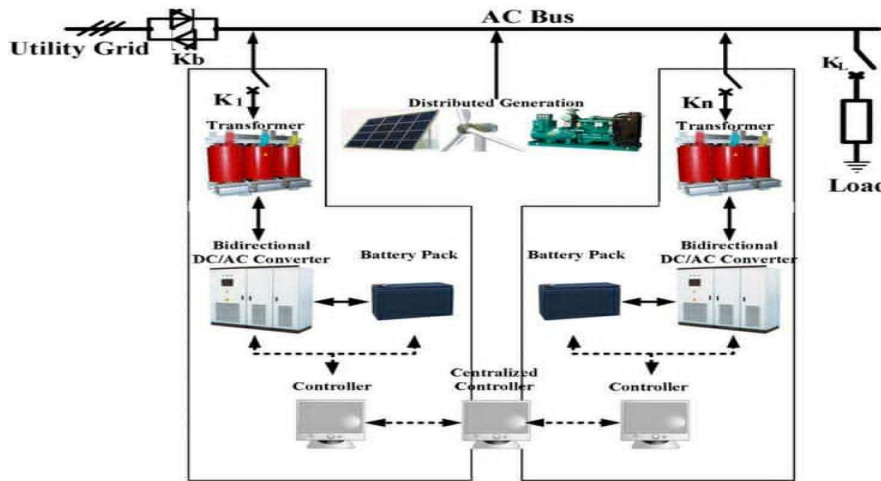 AC Bus
Utility Grid
Kb
K1
Distributed Generation
Kn
KL
Transformer
Transformer
Load
Bidirectional
DC/AC Converter
Battery Pack
Battery Pack
Bidirectional
DC/AC Converter
Controller
Centralized
Controller
Controller